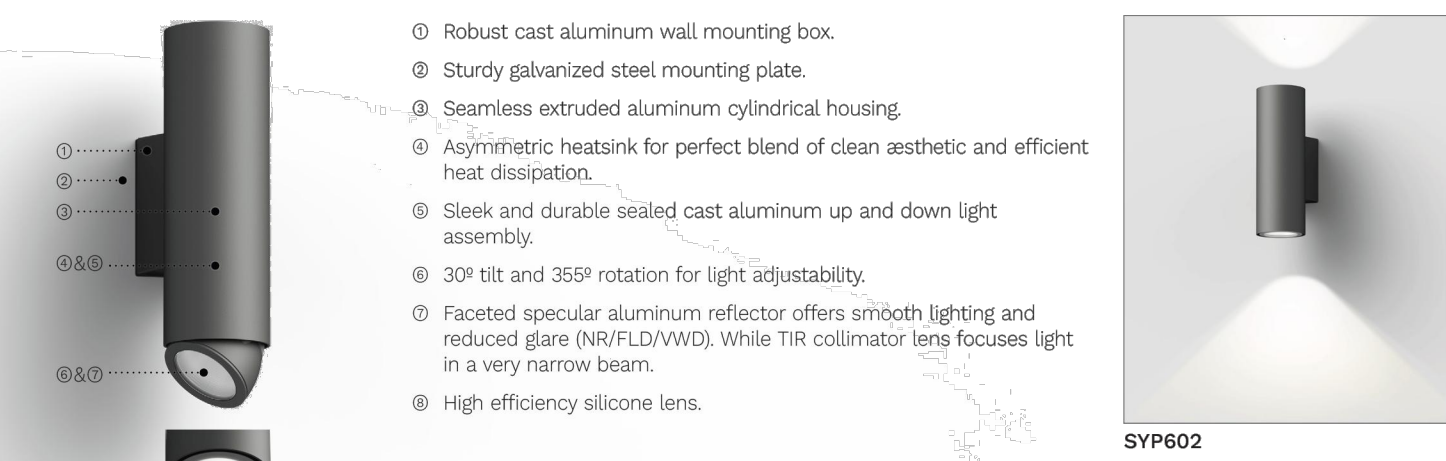 ① Robust cast aluminum wall mounting box.
② Sturdy galvanized steel mounting plate.
③ Seamless extruded aluminum cylindrical housing.
④ Asymmetric heatsink for perfect blend of clean æsthetic and efficient
heat dissipation.
⑤ Sleek and durable sealed cast aluminum up and down light
assembly.
⑥ 30º tilt and 355º rotation for light adjustability.
⑦ Faceted specular aluminum reflector offers smooth lighting and
reduced glare (NR/FLD/VWD). While TIR collimator lens focuses light
in a very narrow beam.
⑧ High efficiency silicone lens.
①
②
③
④&⑤
⑥&⑦
SYP602